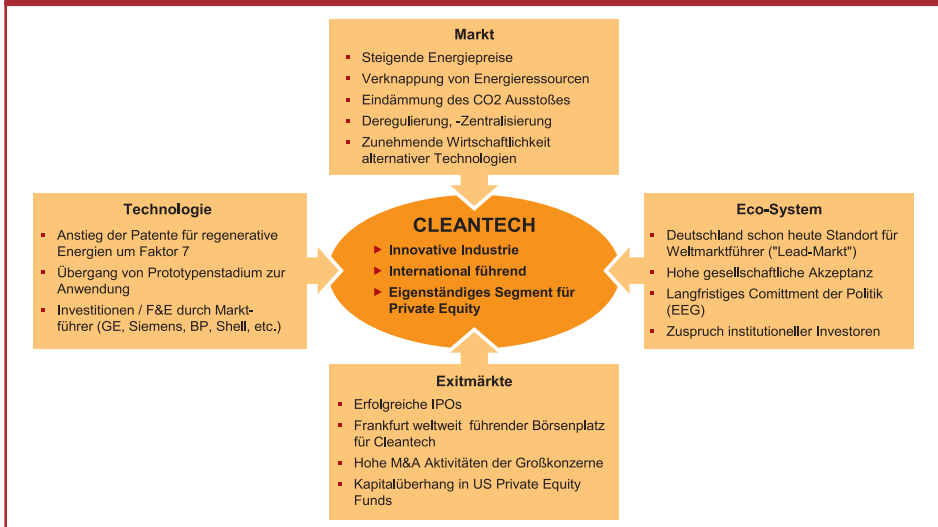 Markt
Steigende Energiepreise
Verknappung von Energieressourcen
Eindämmung des CO2 Ausstoßes
Deregulierung, -Zentralisierung
Zunehmende Wirtschaftlichkeit
alternativer Technologien
Technologie
Anstieg der Patente für regenerative
Energien um Faktor 7
Übergang von Prototypenstadium zur
Anwendung
Investitionen / F&E durch Markt-
führer (GE, Siemens, BP, Shell, etc.)
CLEANTECH
Innovative Industrie
International führend
Eigenständiges Segment für
Private Equity
Eco-System
Deutschland schon heute Standort für
Weltmarktführer ("Lead-Markt")
Hohe gesellschaftliche Akzeptanz
Langfristiges Comittment der Politik
(EEG)
Zuspruch institutioneller Investoren
Exitmärkte
Erfolgreiche IPOs
Frankfurt weltweit führender Börsenplatz
für Cleantech
Hohe M&A Aktivitäten der Großkonzerne
Kapitalüberhang in US Private Equity
Funds